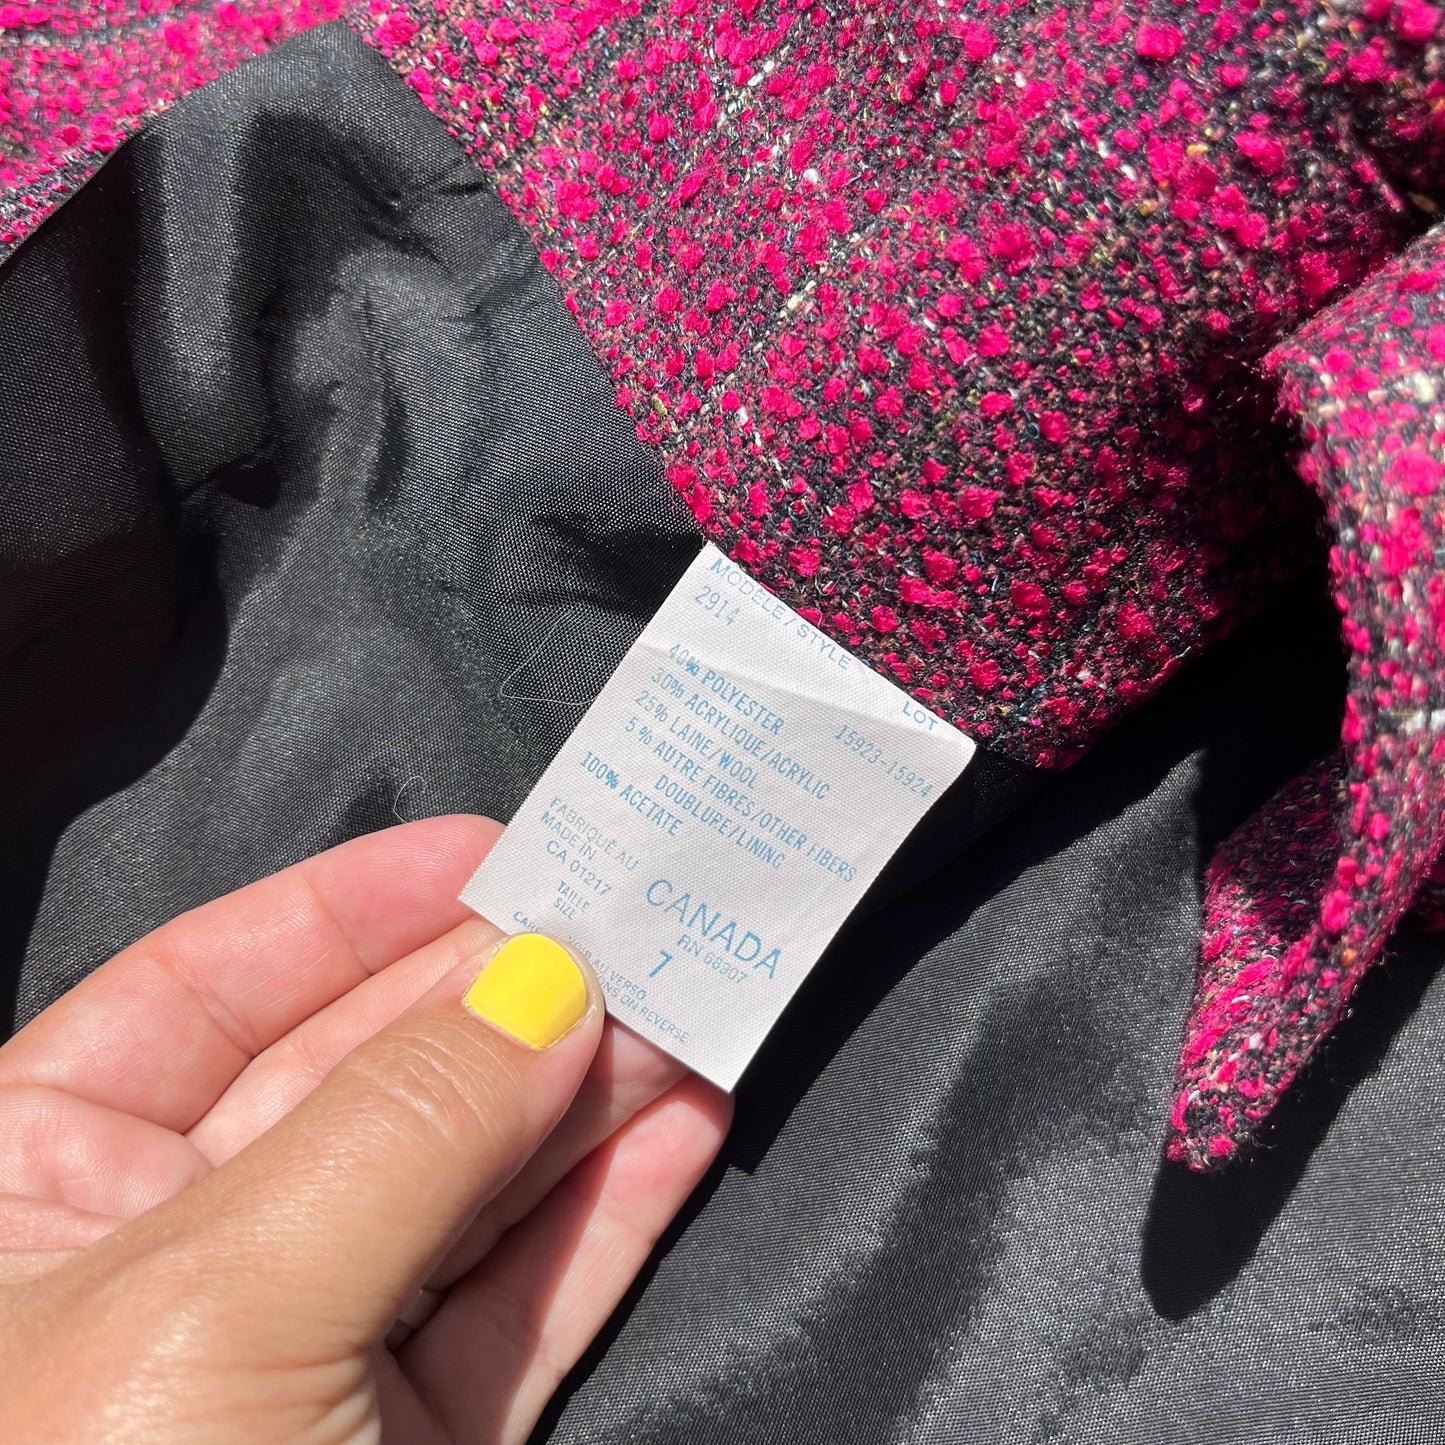 MODÈLE / STYLE
LOT
2914
15923-15924
40% POLYESTER
30% ACRYLIQUE/ACRYLIC
25% LAINE/WOOL
5% AUTRE FIBRES/OTHER FIBERS
DOUBLURE/LINING
100% ACETATE
FABRIQUÉ AU
MADE IN
CANADA
CA 01217
RN 68907
TAILLE
SIZE
7
AU VERSO
ON REVERSE